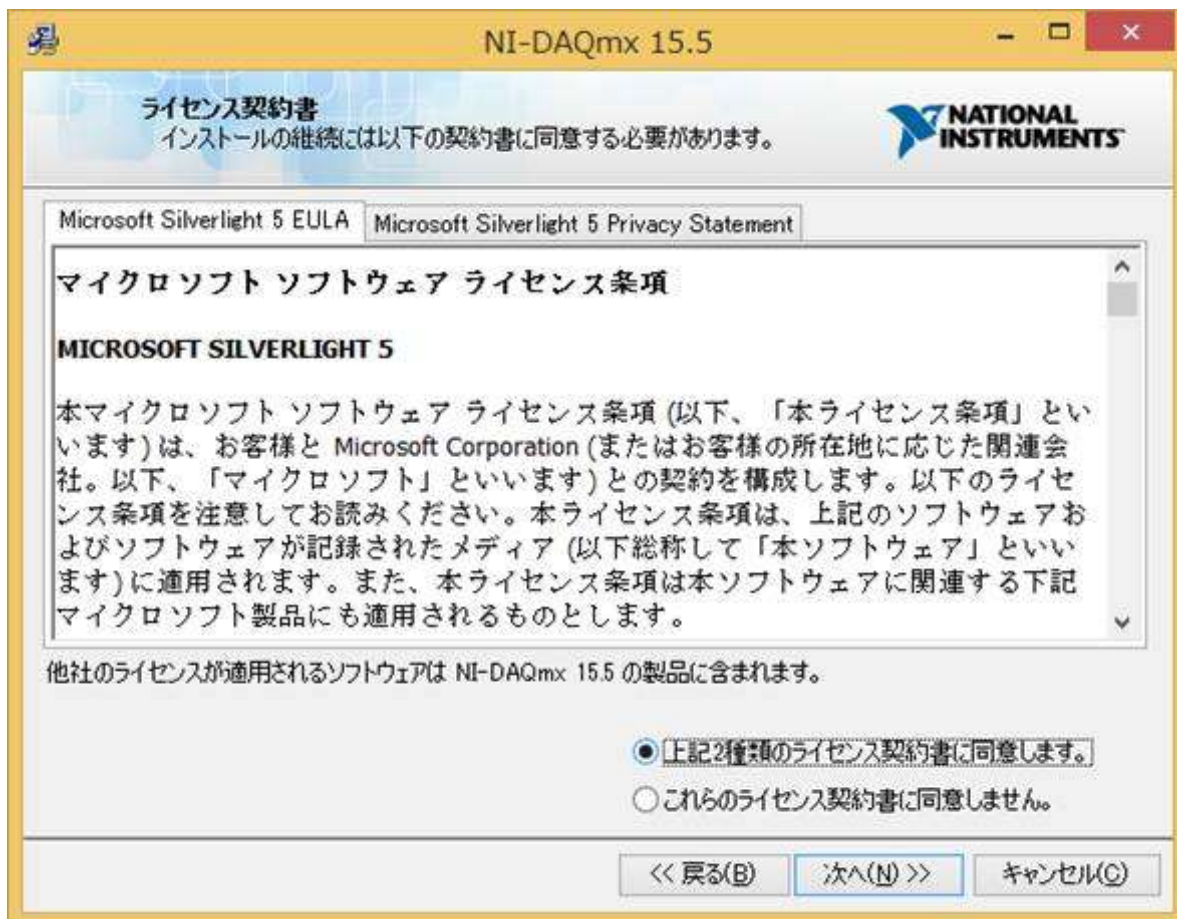 NI-DAQmx 15.5
ライセンス契約書
インストールの継続には以下の契約書に同意する必要があります。
NATIONAL
INSTRUMENTS
Microsoft Silverlight 5 EULA
Microsoft Silverlight 5 Privacy Statement
マイクロソフト ソフトウェア ライセンス条項
MICROSOFT SILVERLIGHT 5
本マイクロソフト ソフトウェア ライセンス条項 (以下、「本ライセンス条項」とい
います) は、お客様と Microsoft Corporation (またはお客様の所在地に応じた関連会
社。以下、「マイクロソフト」といいます) との契約を構成します。以下のライセ
ンス条項を注意してお読みください。本ライセンス条項は、上記のソフトウェアお
よびソフトウェアが記録されたメディア (以下総称して「本ソフトウェア」といい
ます) に適用されます。また、本ライセンス条項は本ソフトウェアに関連する下記
マイクロソフト製品にも適用されるものとします。
他社のライセンスが適用されるソフトウェアは NI-DAQmx 15.5 の製品に含まれます。
上記2種類のライセンス契約書に同意します。
これらのライセンス契約書に同意しません。
<< 戻る(B)
次へ(N) >>
キャンセル(C)